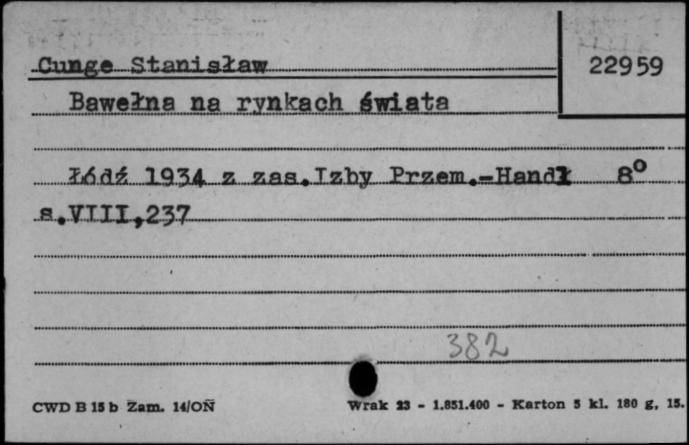 Cunge Stanisław
22959
Bawełna na rynkach świata
Łódź 1934 z zas.Izby Przem.-Handl 8º
s.VIII,237
382
CWD B 15 b Zam. 14/OŃ
Wrak 23 - 1.851.400 - Karton 5 kl. 180 g, 15.